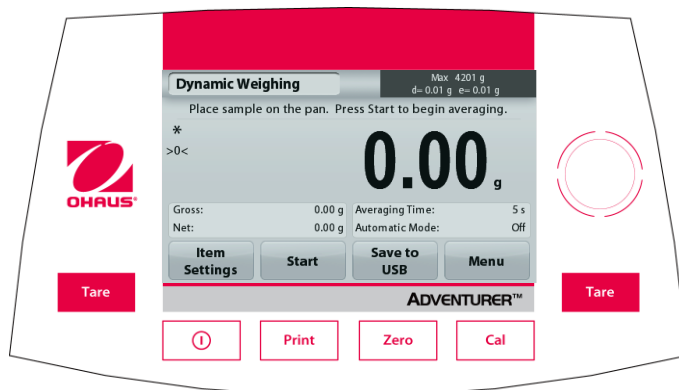 Dynamic Weighing
Max 4201 g
d= 0.01 g e= 0.01 g
Place sample on the pan. Press Start to begin averaging.
*
>0<
0.00 g
OHAUS®
Gross: 0.00 g Averaging Time: 5 s
Net: 0.00 g Automatic Mode: Off
Item Settings
Start
Save to USB
Menu
Tare
ADVENTURER™
Tare
Print
Zero
Cal